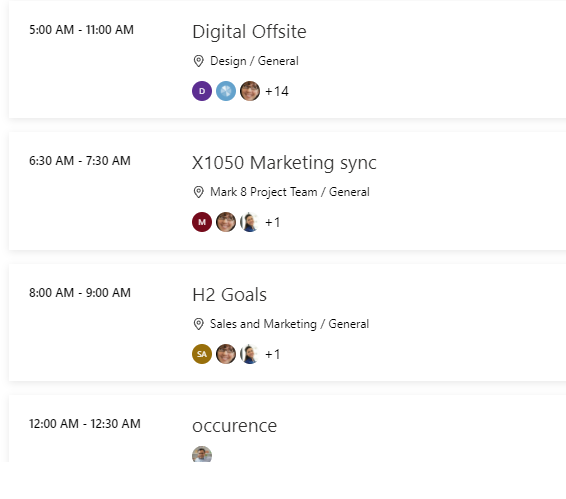 5:00 AM - 11:00 AM
Digital Offsite
Design / General
D
+14
6:30 AM - 7:30 AM
X1050 Marketing sync
Mark 8 Project Team / General
M
+1
8:00 AM - 9:00 AM
H2 Goals
Sales and Marketing / General
SA
+1
12:00 AM - 12:30 AM
occurence